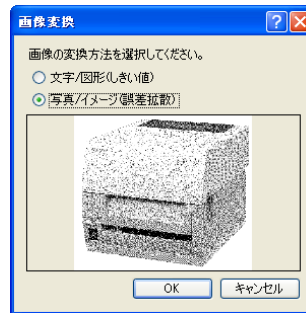 画像変換
画像の変換方法を選択してください。
文字/図形(しきい値)
写真/イメージ(誤差拡散)
OK
キャンセル